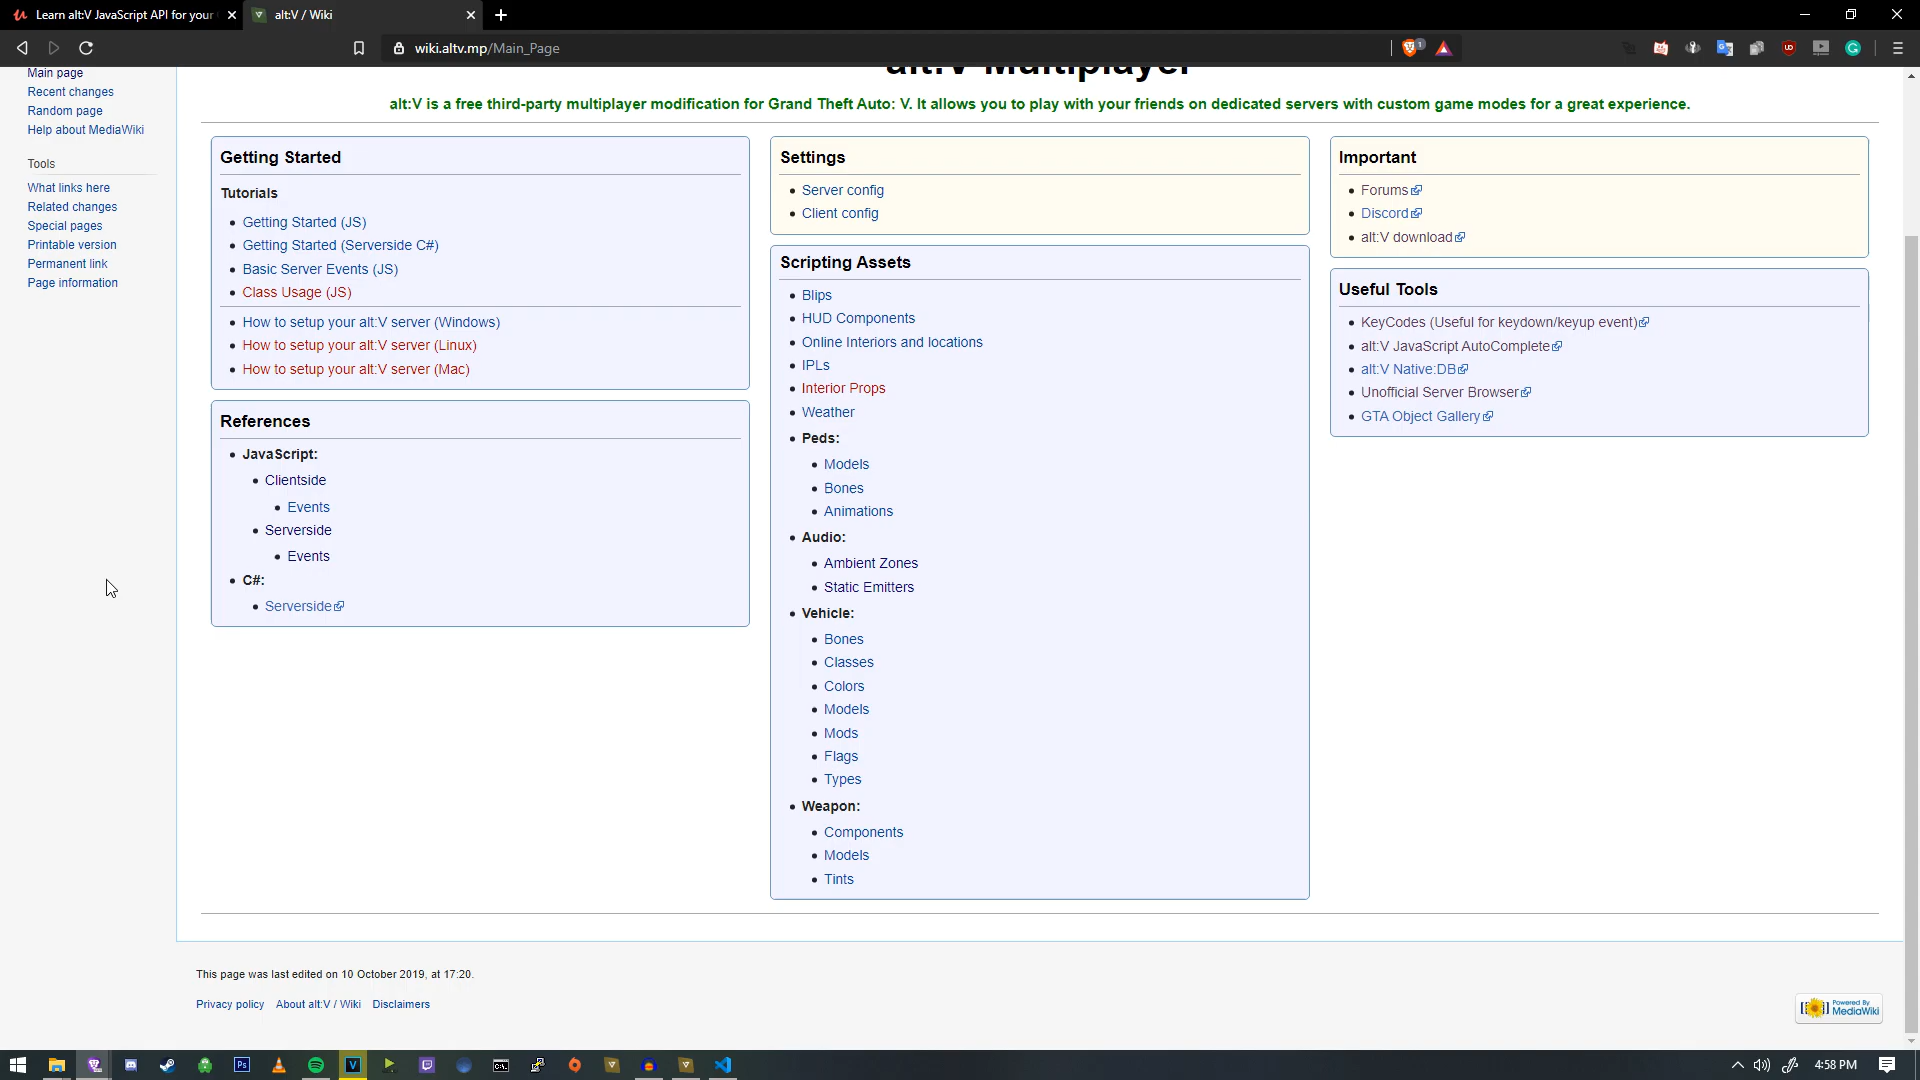 Learn alt:V JavaScript API for your
alt:V / Wiki
wiki.altv.mp/Main_Page
1
Main page
Recent changes
Random page
Help about MediaWiki
Tools
What links here
Related changes
Special pages
Printable version
Permanent link
Page information
alt:V Multiplayer
alt:V is a free third-party multiplayer modification for Grand Theft Auto: V. It allows you to play with your friends on dedicated servers with custom game modes for a great experience.
Getting Started
Tutorials
Getting Started (JS)
Getting Started (Serverside C#)
Basic Server Events (JS)
Class Usage (JS)
How to setup your alt:V server (Windows)
How to setup your alt:V server (Linux)
How to setup your alt:V server (Mac)
References
JavaScript:
Clientside
Events
Serverside
Events
C#:
Serverside
Settings
Server config
Client config
Scripting Assets
Blips
HUD Components
Online Interiors and locations
IPLs
Interior Props
Weather
Peds:
Models
Bones
Animations
Audio:
Ambient Zones
Static Emitters
Vehicle:
Bones
Classes
Colors
Models
Mods
Flags
Types
Weapon:
Components
Models
Tints
Important
Forums
Discord
alt:V download
Useful Tools
KeyCodes (Useful for keydown/keyup event)
alt:V JavaScript AutoComplete
alt:V Native:DB
Unofficial Server Browser
GTA Object Gallery
This page was last edited on 10 October 2019, at 17:20.
Privacy policy
About alt:V / Wiki
Disclaimers
Powered By
MediaWiki
Ps
V
4:58 PM